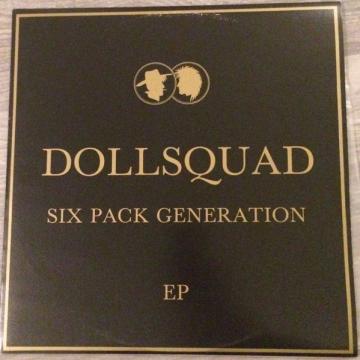 DOLLSQUAD
SIX PACK GENERATION
EP